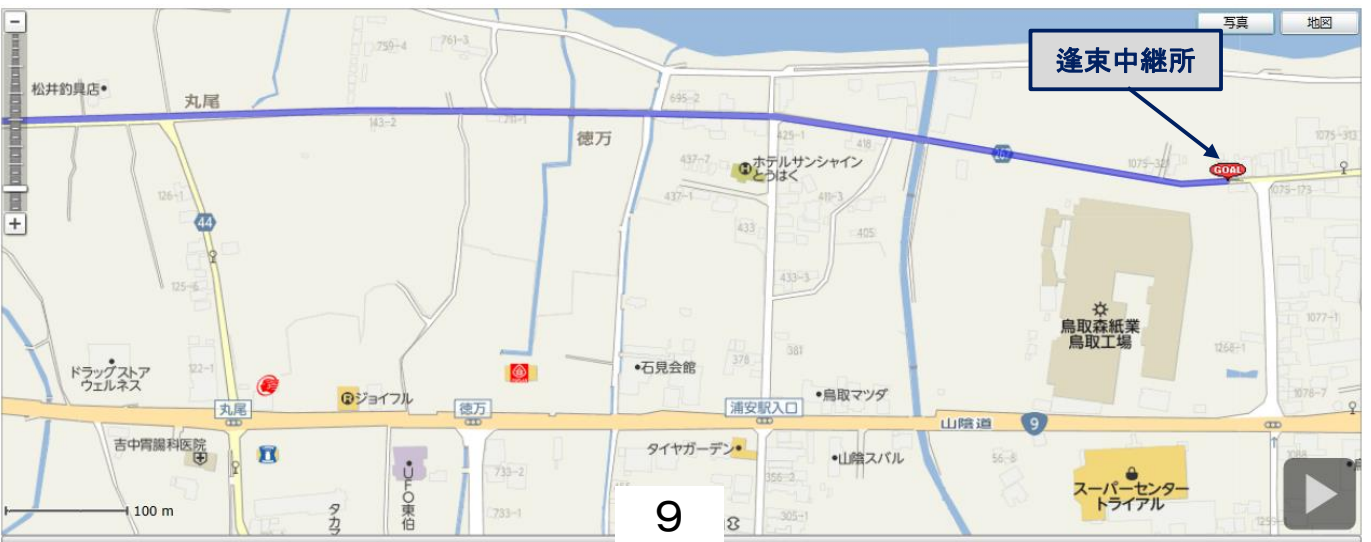 写真
地図
逢束中継所
759-4
761-3
松井釣具店
丸尾
695-2
143-2
徳万
425-1
418
1075-313
437-7
ホテルサンシャイン
とうはく
GOAL
1075-173
126-1
437-1
411-3
44
433
405
433-3
125-6
鳥取森紙業
鳥取工場
1077-1
ドラッグストア
ウェルネス
122-1
378
381
1268-1
石見会館
ジョイフル
鳥取マツダ
1078-7
丸尾
徳万
浦安駅入口
山陰道
9
吉中胃腸科医院
タイヤガーデン
山陰スバル
56-8
UFO東伯
733-2
スーパーセンター
トライアル
100 m
733-1
9
305-1